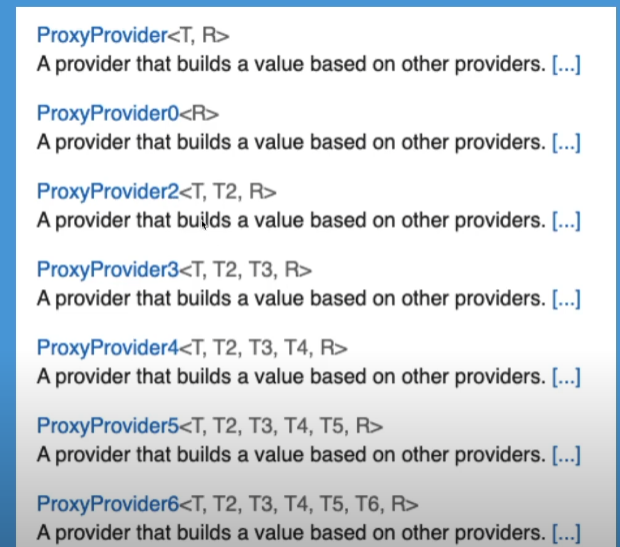 ProxyProvider<T, R>
A provider that builds a value based on other providers. [...]
ProxyProvider0<R>
A provider that builds a value based on other providers. [...]
ProxyProvider2<T, T2, R>
A provider that builds a value based on other providers. [...]
ProxyProvider3<T, T2, T3, R>
A provider that builds a value based on other providers. [...]
ProxyProvider4<T, T2, T3, T4, R>
A provider that builds a value based on other providers. [...]
ProxyProvider5<T, T2, T3, T4, T5, R>
A provider that builds a value based on other providers. [...]
ProxyProvider6<T, T2, T3, T4, T5, T6, R>
A provider that builds a value based on other providers. [...]